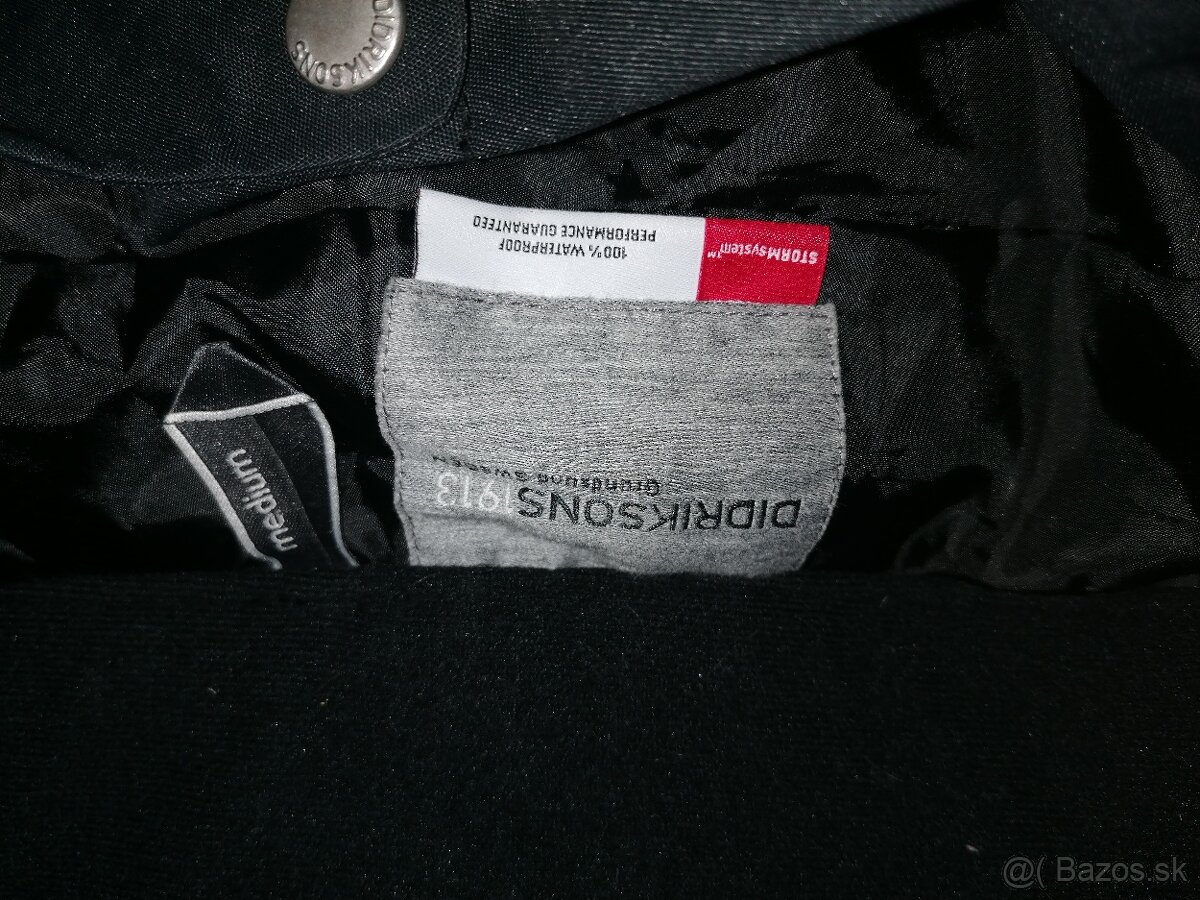 DIDRIKSONS
STORMsystem™
100% WATERPROOF
PERFORMANCE GUARANTEED
DIDRIKSONS1913
Grundsund Sweden
medium
@( Bazos.sk